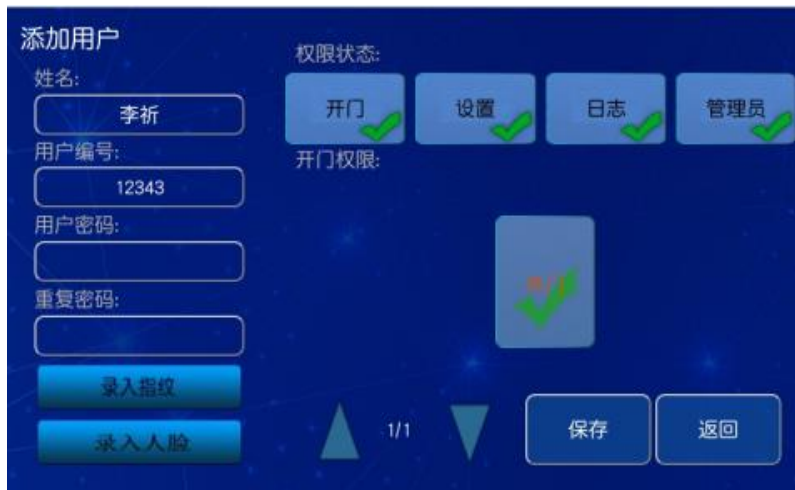 添加用户
姓名:
李祈
用户编号:
12343
用户密码:
重复密码:
录入指纹
录入人脸
权限状态:
开门
设置
日志
管理员
开门权限:
1/1
保存
返回